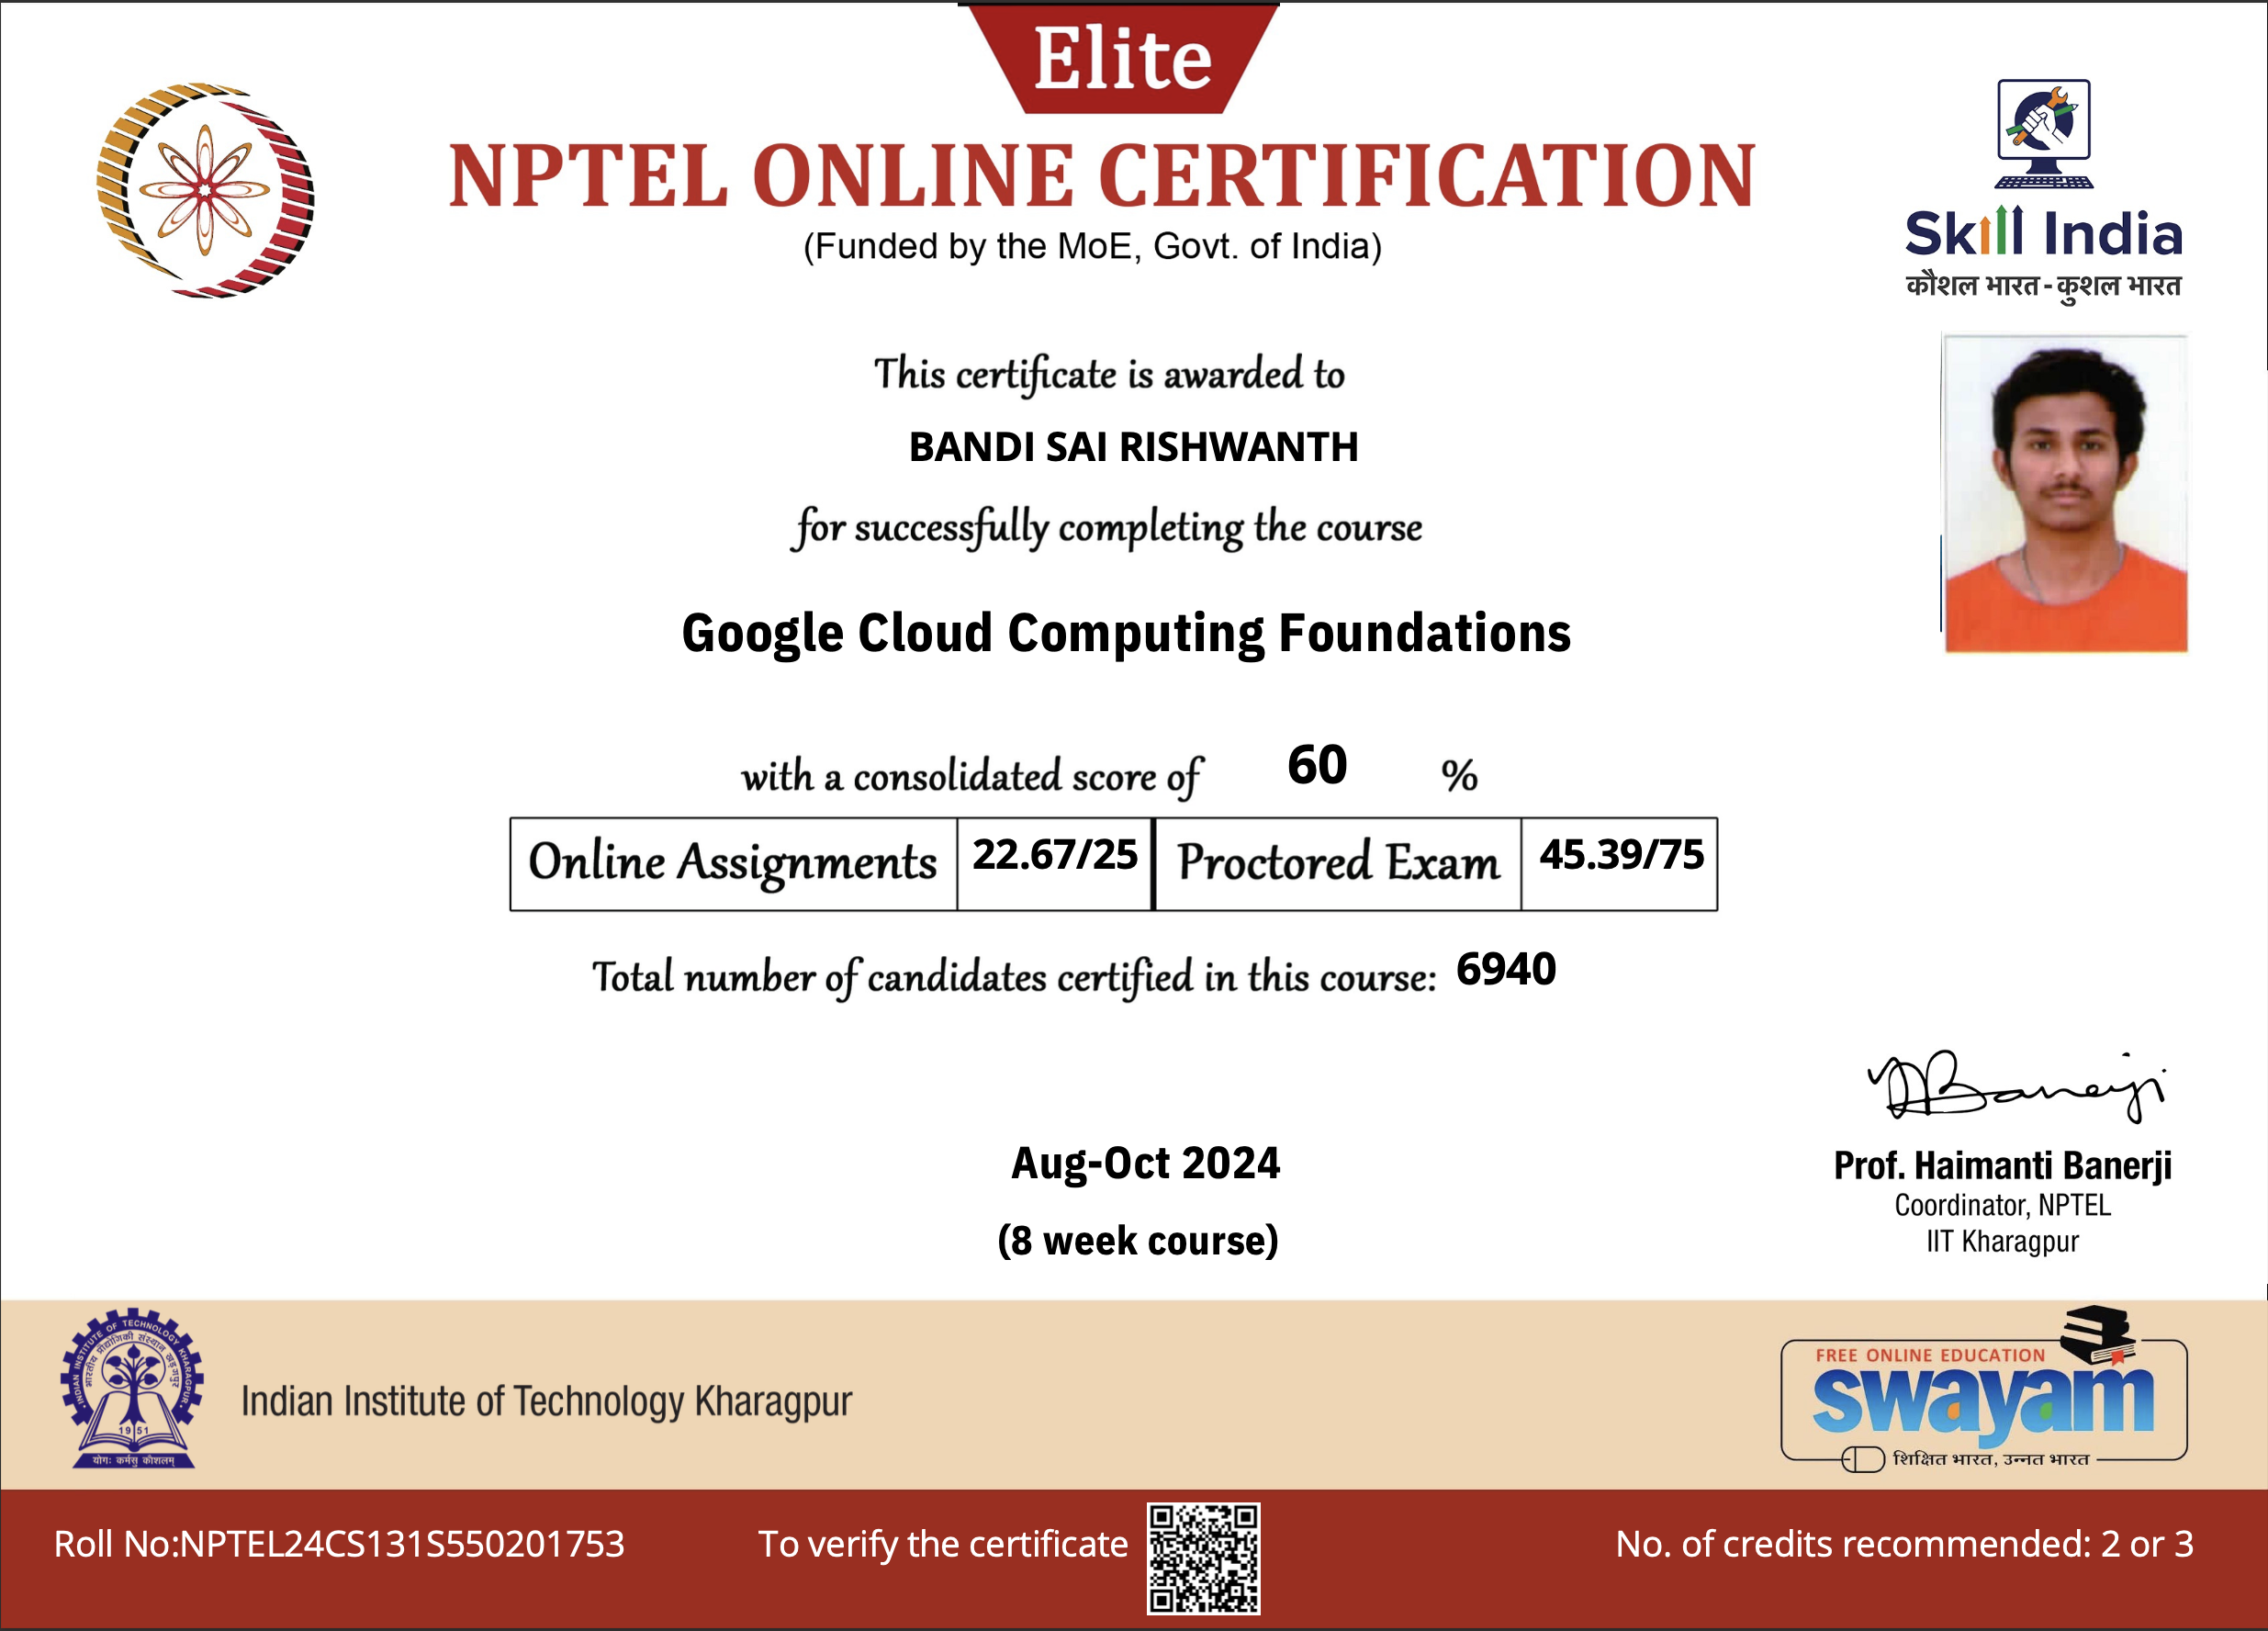 Elite
NPTEL ONLINE CERTIFICATION
(Funded by the MoE, Govt. of India)
Skill India
कौशल भारत - कुशल भारत
This certificate is awarded to
BANDI SAI RISHWANTH
for successfully completing the course
Google Cloud Computing Foundations
with a consolidated score of 60 %
Online Assignments 22.67/25 Proctored Exam 45.39/75
Total number of candidates certified in this course: 6940
Banerji
Aug-Oct 2024
(8 week course)
Prof. Haimanti Banerji
Coordinator, NPTEL
IIT Kharagpur
INDIAN INSTITUTE OF TECHNOLOGY KHARAGPUR
भारतीय प्रौद्योगिकी संस्थान खड़गपुर
1951
योगः कर्मसु कौशलम्
Indian Institute of Technology Kharagpur
FREE ONLINE EDUCATION
swayam
शिक्षित भारत, उन्नत भारत
Roll No:NPTEL24CS131S550201753
To verify the certificate
No. of credits recommended: 2 or 3